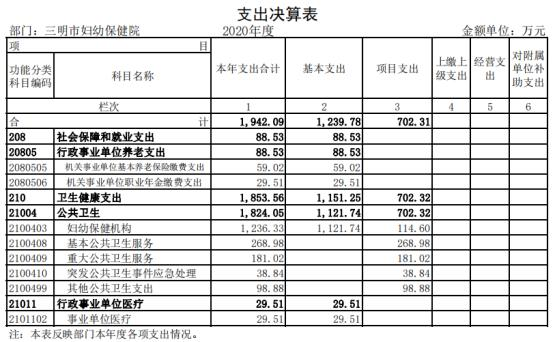 支出决算表
部门：三明市妇幼保健院 2020年度 金额单位：万元
项 目 本年支出合计 基本支出 项目支出 上缴上级支出 经营支出 对附属单位补助支出
功能分类科目编码 科目名称
栏次 1 2 3 4 5 6
合 计 1,942.09 1,239.78 702.31
208 社会保障和就业支出 88.53 88.53
20805 行政事业单位养老支出 88.53 88.53
2080505 机关事业单位基本养老保险缴费支出 59.02 59.02
2080506 机关事业单位职业年金缴费支出 29.51 29.51
210 卫生健康支出 1,853.56 1,151.25 702.32
21004 公共卫生 1,824.05 1,121.74 702.32
2100403 妇幼保健机构 1,236.33 1,121.74 114.60
2100408 基本公共卫生服务 268.98 268.98
2100409 重大公共卫生服务 181.02 181.02
2100410 突发公共卫生事件应急处理 38.84 38.84
2100499 其他公共卫生支出 98.88 98.88
21011 行政事业单位医疗 29.51 29.51
2101102 事业单位医疗 29.51 29.51
注：本表反映部门本年度各项支出情况。